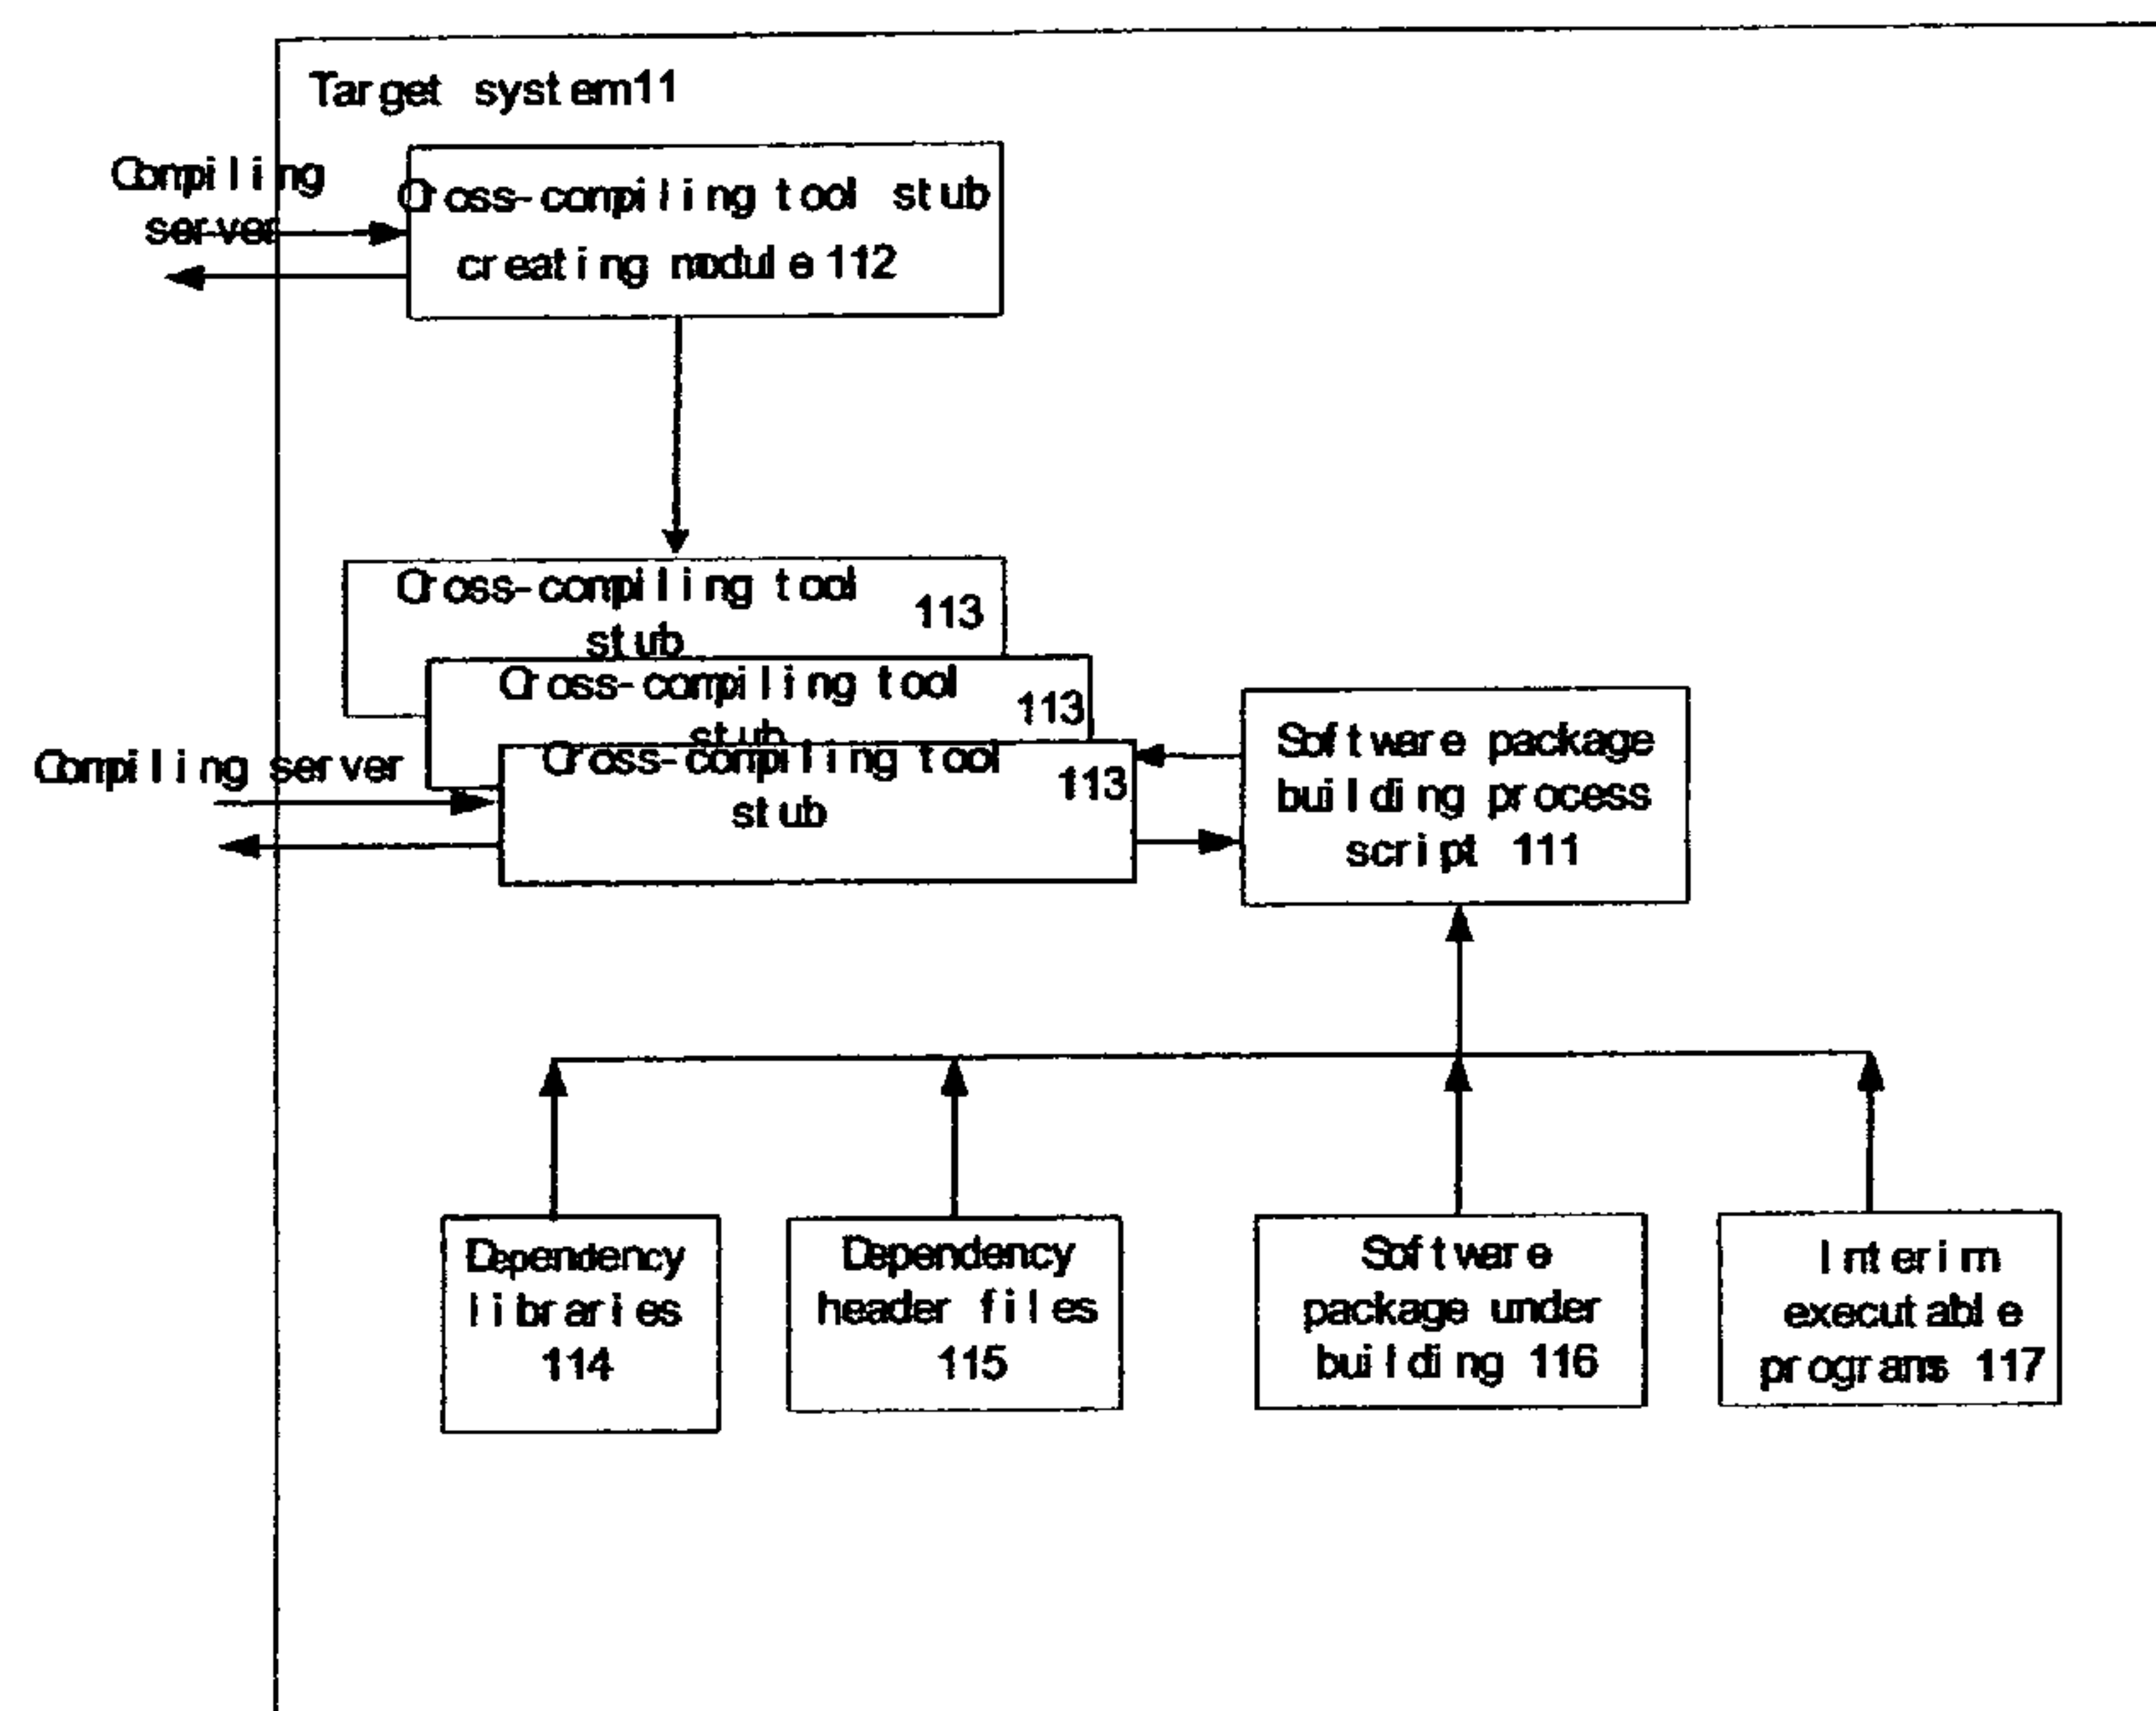 Target system11
Compiling
server
Cross-compiling tool stub
creating module112
Cross-compiling tool
stub
113
Cross-compiling tool
stub
113
Compiling server
Cross-compiling tool
stub
113
Software package
building process
script 111
Dependency
libraries
114
Dependency
header files
115
Software
package under
building 116
Interim
executable
programs 117